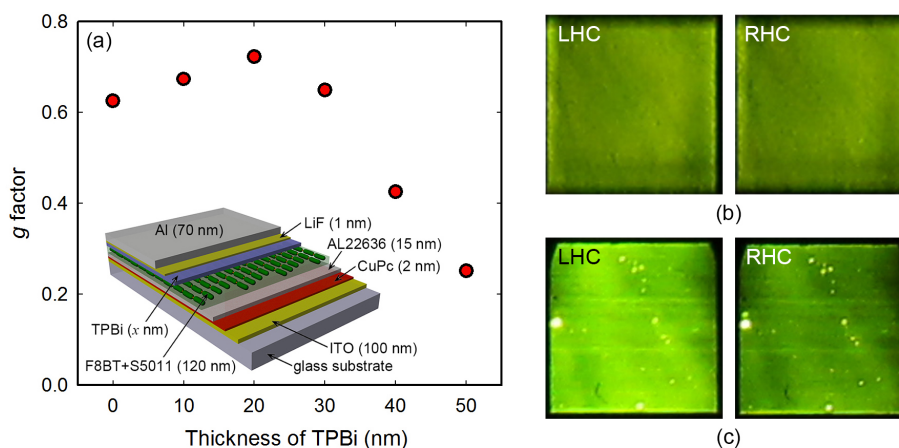 (a)
0.8
0.6
0.4
0.2
0.0
g factor
0 10 20 30 40 50
Thickness of TPBi (nm)
Al (70 nm)
LiF (1 nm)
AL22636 (15 nm)
CuPc (2 nm)
TPBi (x nm)
F8BT+S5011 (120 nm)
ITO (100 nm)
glass substrate
LHC RHC
(b)
LHC RHC
(c)